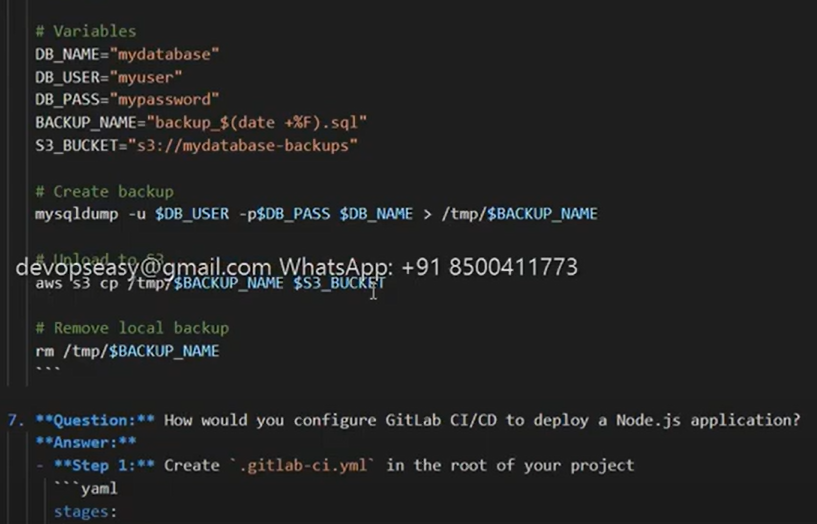 # Variables
DB_NAME="mydatabase"
DB_USER="myuser"
DB_PASS="mypassword"
BACKUP_NAME="backup_$(date +%F).sql"
S3_BUCKET="s3://mydatabase-backups"
# Create backup
mysqldump -u $DB_USER -p$DB_PASS $DB_NAME > /tmp/$BACKUP_NAME
# Upload to S3
devopseasy@gmail.com WhatsApp: +91 8500411773
aws s3 cp /tmp/$BACKUP_NAME $S3_BUCKET
# Remove local backup
rm /tmp/$BACKUP_NAME
```
7. **Question:** How would you configure GitLab CI/CD to deploy a Node.js application?
**Answer:**
- **Step 1:** Create `.gitlab-ci.yml` in the root of your project
```yaml
stages: